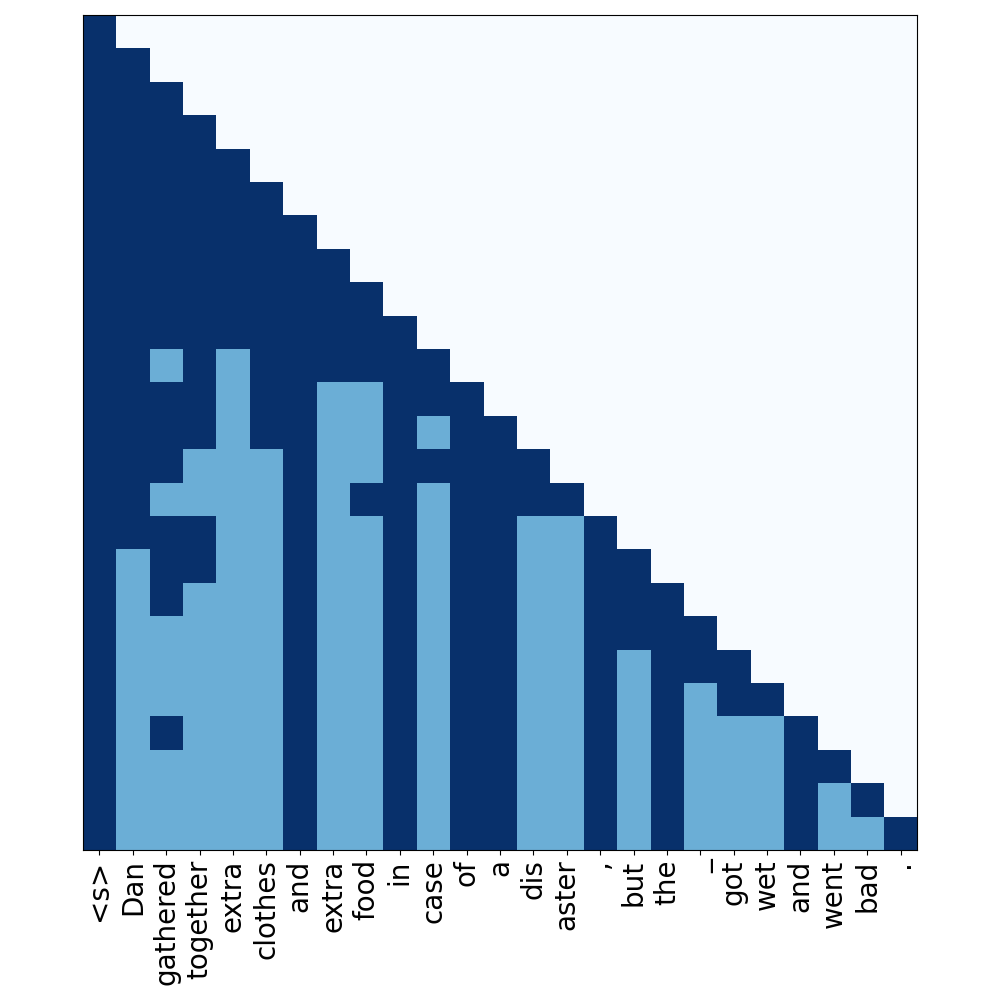 <s>
Dan
gathered
together
extra
clothes
and
extra
food
in
case
of
a
dis
aster
,
but
the
_
got
wet
and
went
bad
.